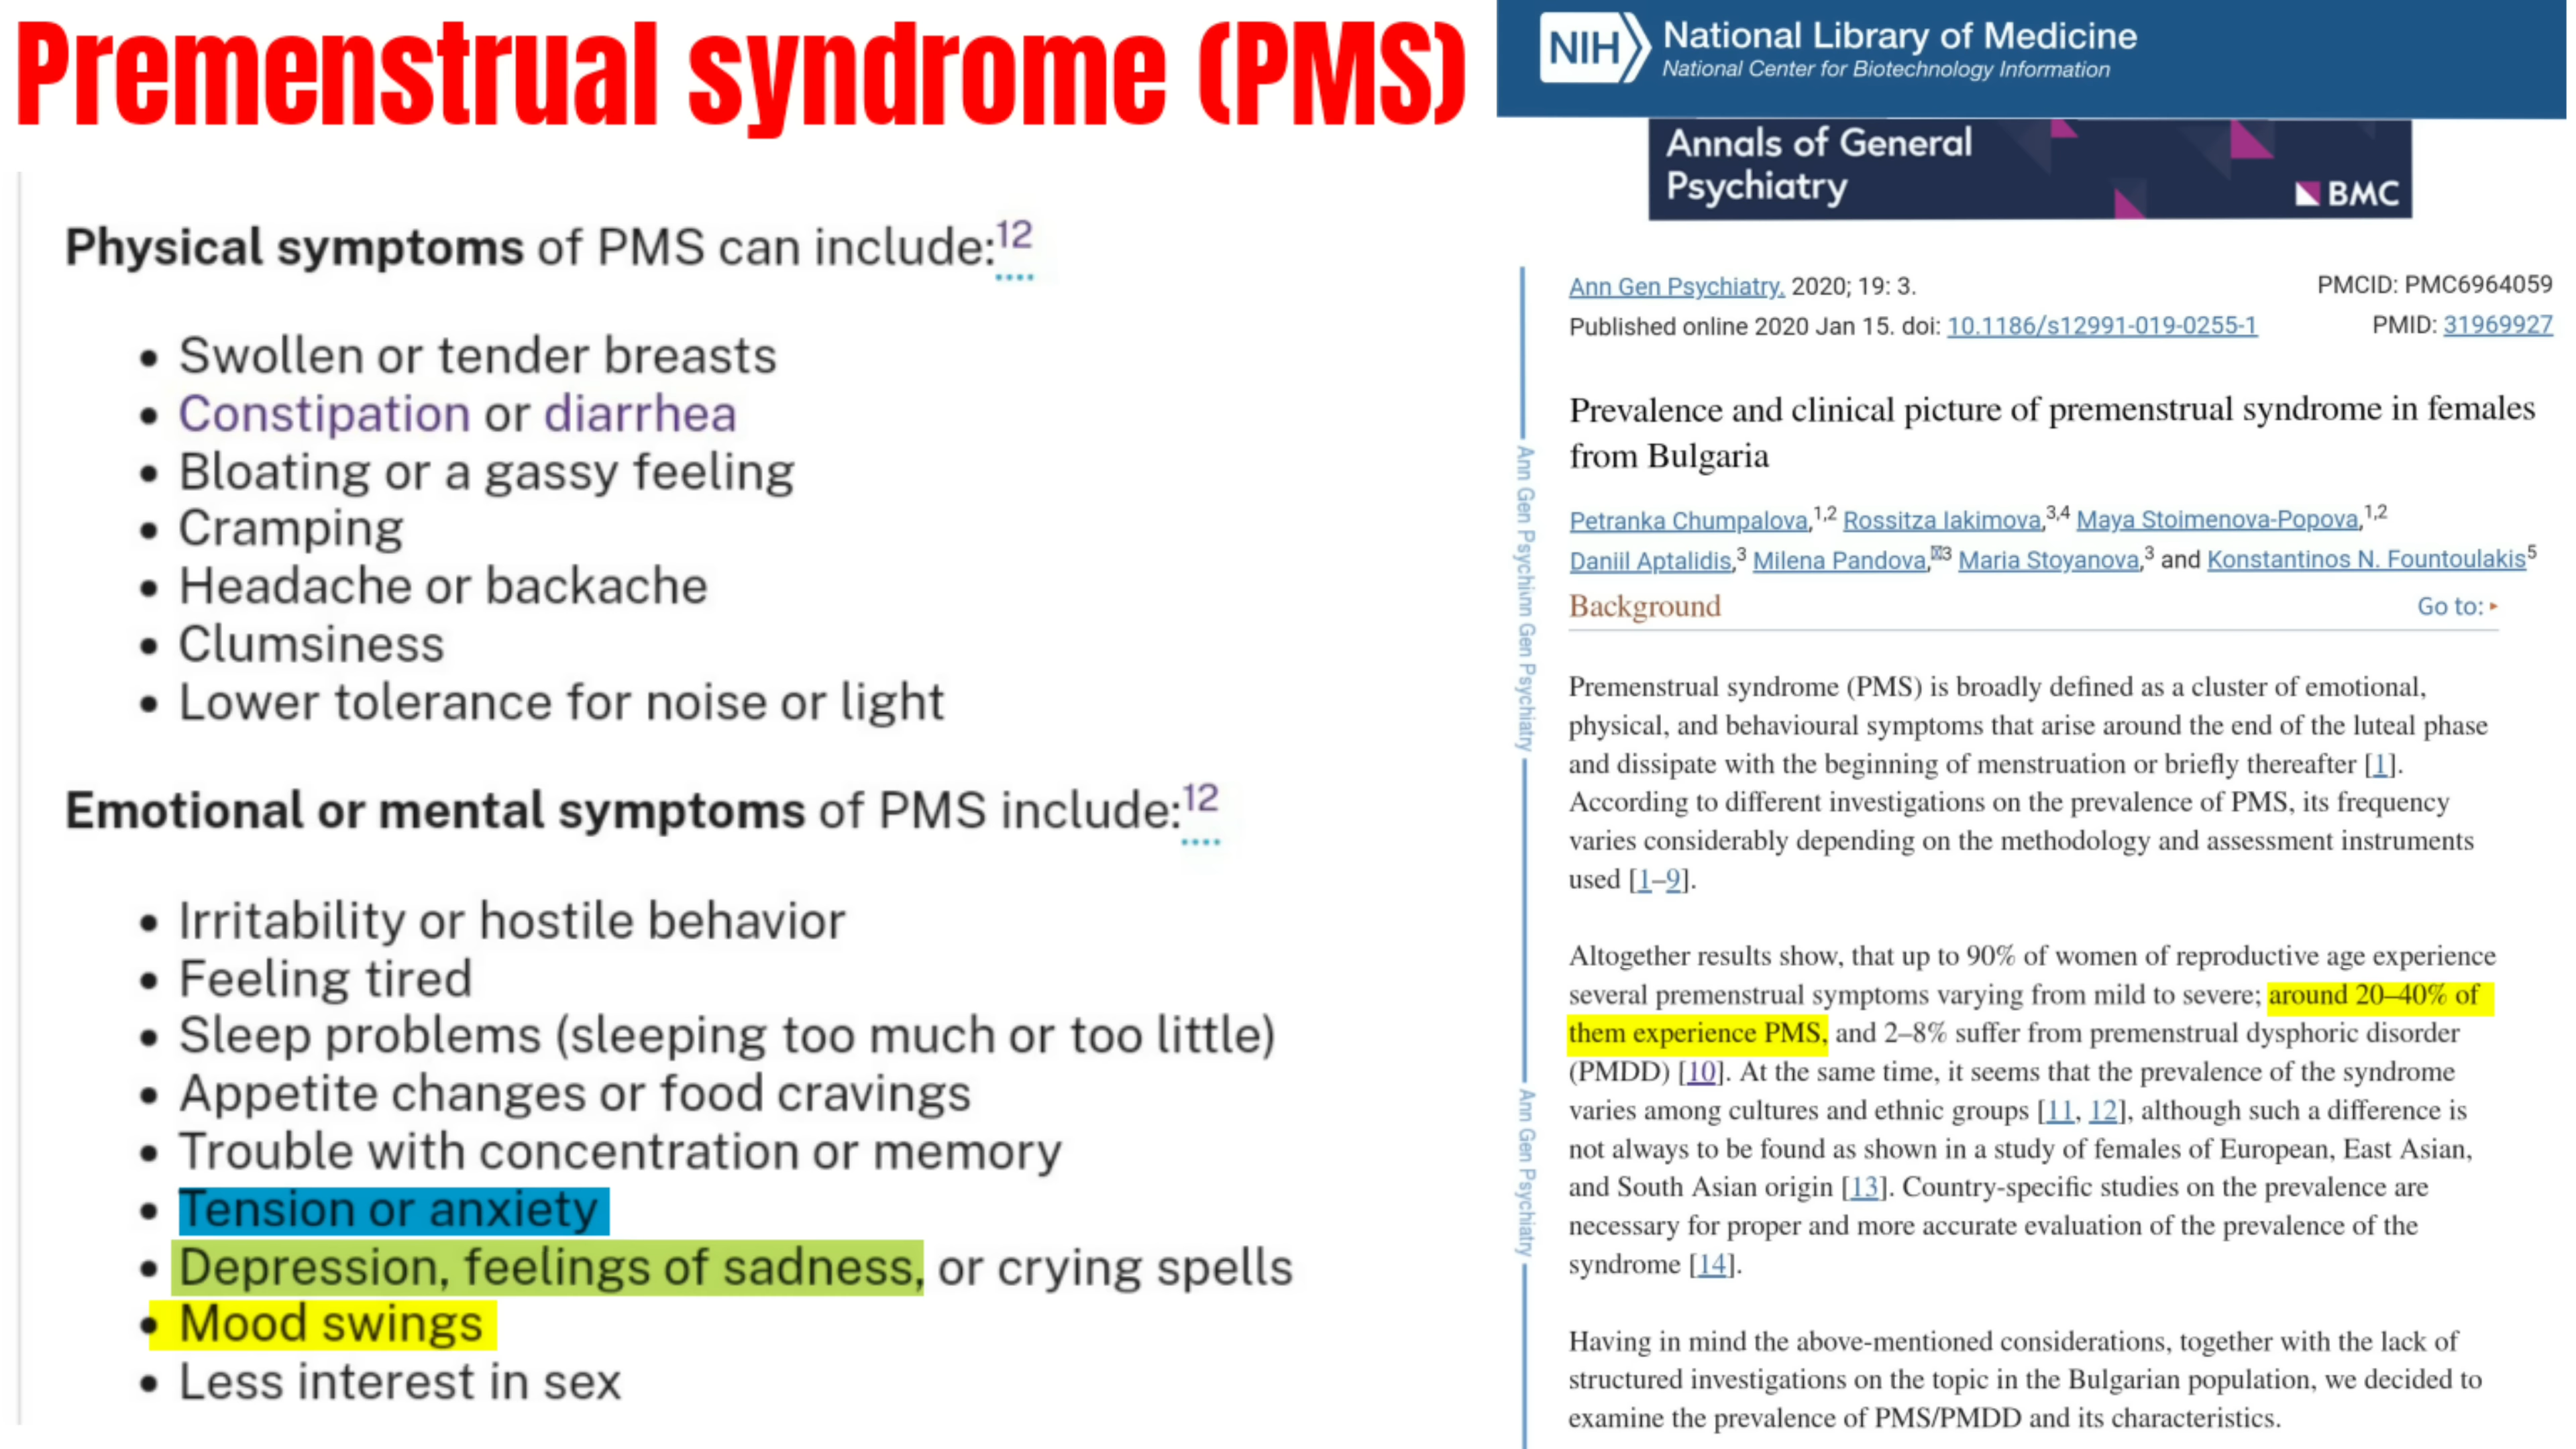 Premenstrual syndrome (PMS)
Physical symptoms of PMS can include:12
• Swollen or tender breasts
• Constipation or diarrhea
• Bloating or a gassy feeling
• Cramping
• Headache or backache
• Clumsiness
• Lower tolerance for noise or light
Emotional or mental symptoms of PMS include:12
• Irritability or hostile behavior
• Feeling tired
• Sleep problems (sleeping too much or too little)
• Appetite changes or food cravings
• Trouble with concentration or memory
• Tension or anxiety
• Depression, feelings of sadness, or crying spells
• Mood swings
• Less interest in sex
NIH National Library of Medicine
National Center for Biotechnology Information
Annals of General
Psychiatry
BMC
Ann Gen Psychiatry. 2020; 19: 3. PMCID: PMC6964059
Published online 2020 Jan 15. doi: 10.1186/s12991-019-0255-1 PMID: 31969927
Prevalence and clinical picture of premenstrual syndrome in females
from Bulgaria
Petranka Chumpalova,1,2 Rossitza Iakimova,3,4 Maya Stoimenova-Popova,1,2
Daniil Aptalidis,3 Milena Pandova,3 Maria Stoyanova,3 and Konstantinos N. Fountoulakis5
Background Go to:
Premenstrual syndrome (PMS) is broadly defined as a cluster of emotional,
physical, and behavioural symptoms that arise around the end of the luteal phase
and dissipate with the beginning of menstruation or briefly thereafter [1].
According to different investigations on the prevalence of PMS, its frequency
varies considerably depending on the methodology and assessment instruments
used [1–9].
Altogether results show, that up to 90% of women of reproductive age experience
several premenstrual symptoms varying from mild to severe; around 20–40% of
them experience PMS, and 2–8% suffer from premenstrual dysphoric disorder
(PMDD) [10]. At the same time, it seems that the prevalence of the syndrome
varies among cultures and ethnic groups [11, 12], although such a difference is
not always to be found as shown in a study of females of European, East Asian,
and South Asian origin [13]. Country-specific studies on the prevalence are
necessary for proper and more accurate evaluation of the prevalence of the
syndrome [14].
Having in mind the above-mentioned considerations, together with the lack of
structured investigations on the topic in the Bulgarian population, we decided to
examine the prevalence of PMS/PMDD and its characteristics.
Ann Gen Psychinn Gen Psychiatry
Ann Gen Psychiatry